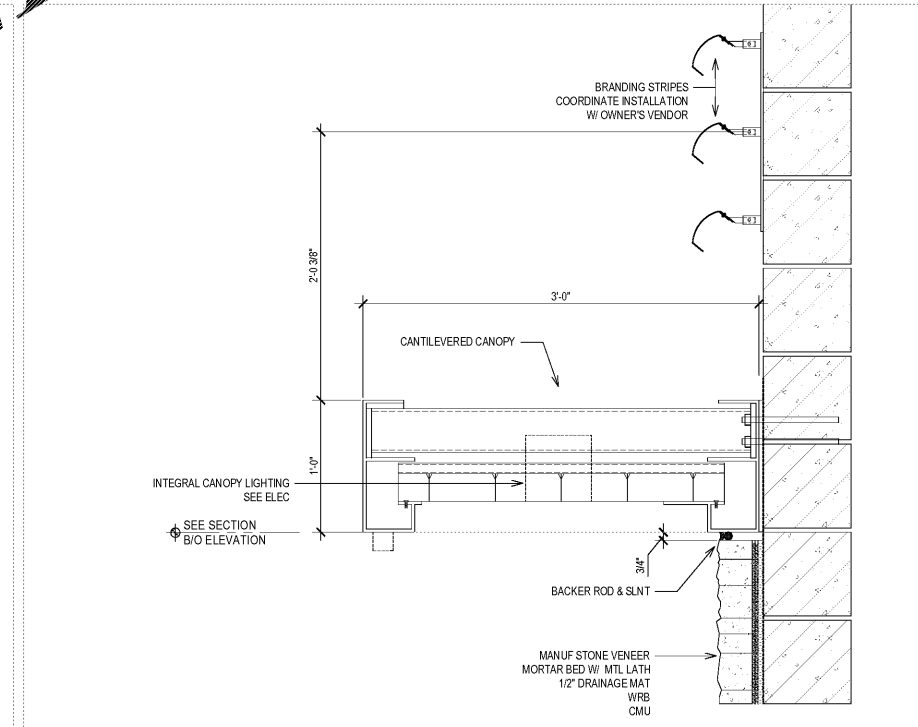 BRANDING STRIPES
COORDINATE INSTALLATION
W/ OWNER'S VENDOR
2'-0 3/8"
3'-0"
CANTILEVERED CANOPY
1'-0"
INTEGRAL CANOPY LIGHTING
SEE ELEC
SEE SECTION
B/O ELEVATION
3/4"
BACKER ROD & SLNT
MANUF STONE VENEER
MORTAR BED W/ MTL LATH
1/2" DRAINAGE MAT
WRB
CMU